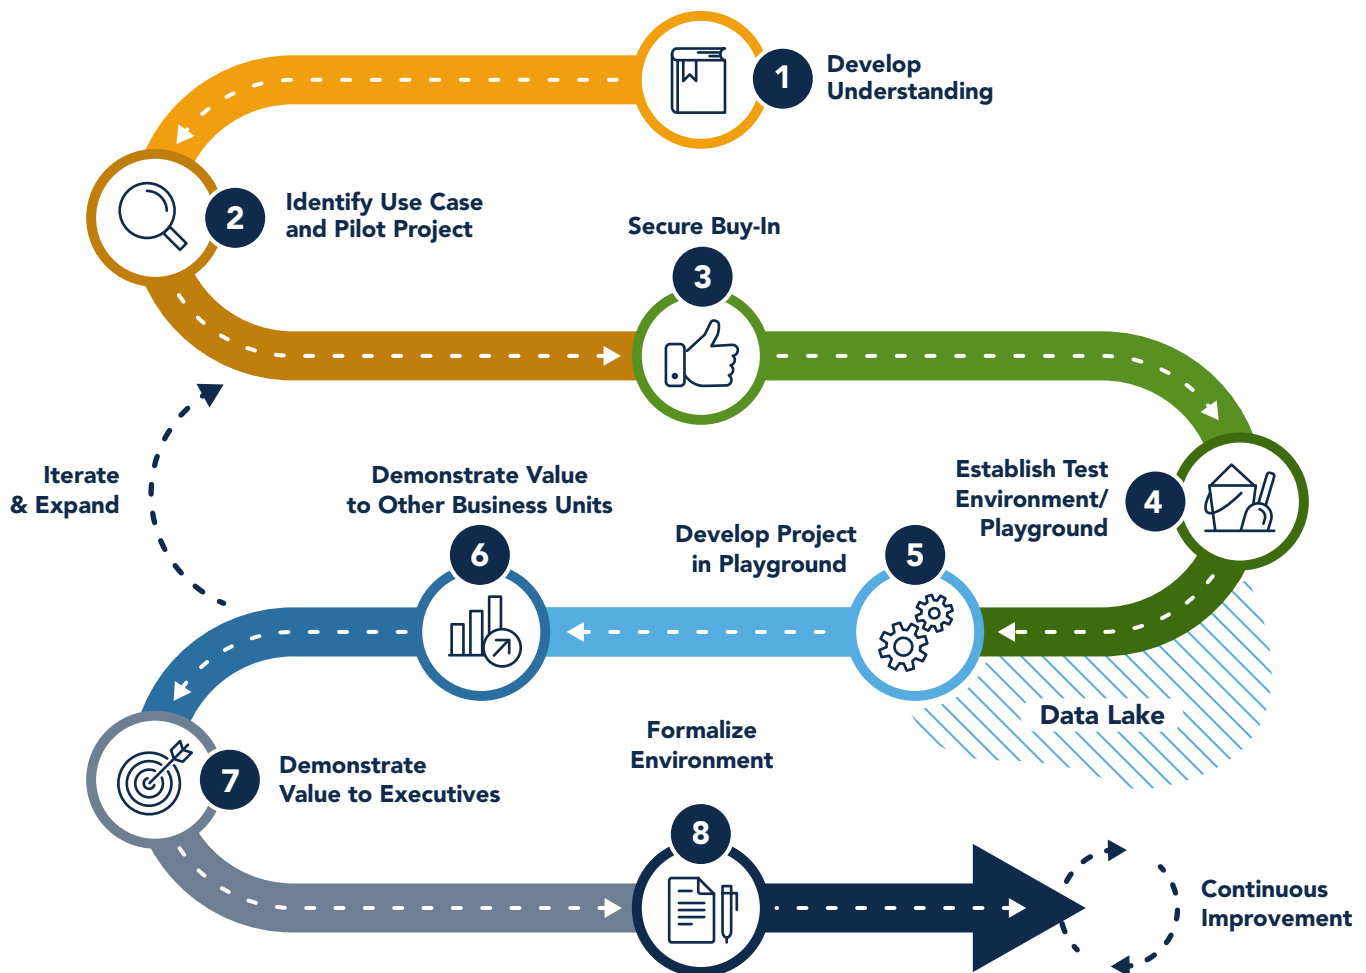 1
Develop
Understanding
2
Identify Use Case
and Pilot Project
Secure Buy-In
3
Establish Test
Environment/
Playground
4
Develop Project
in Playground
5
Demonstrate Value
to Other Business Units
6
Iterate
& Expand
Data Lake
7
Demonstrate
Value to Executives
Formalize
Environment
8
Continuous
Improvement